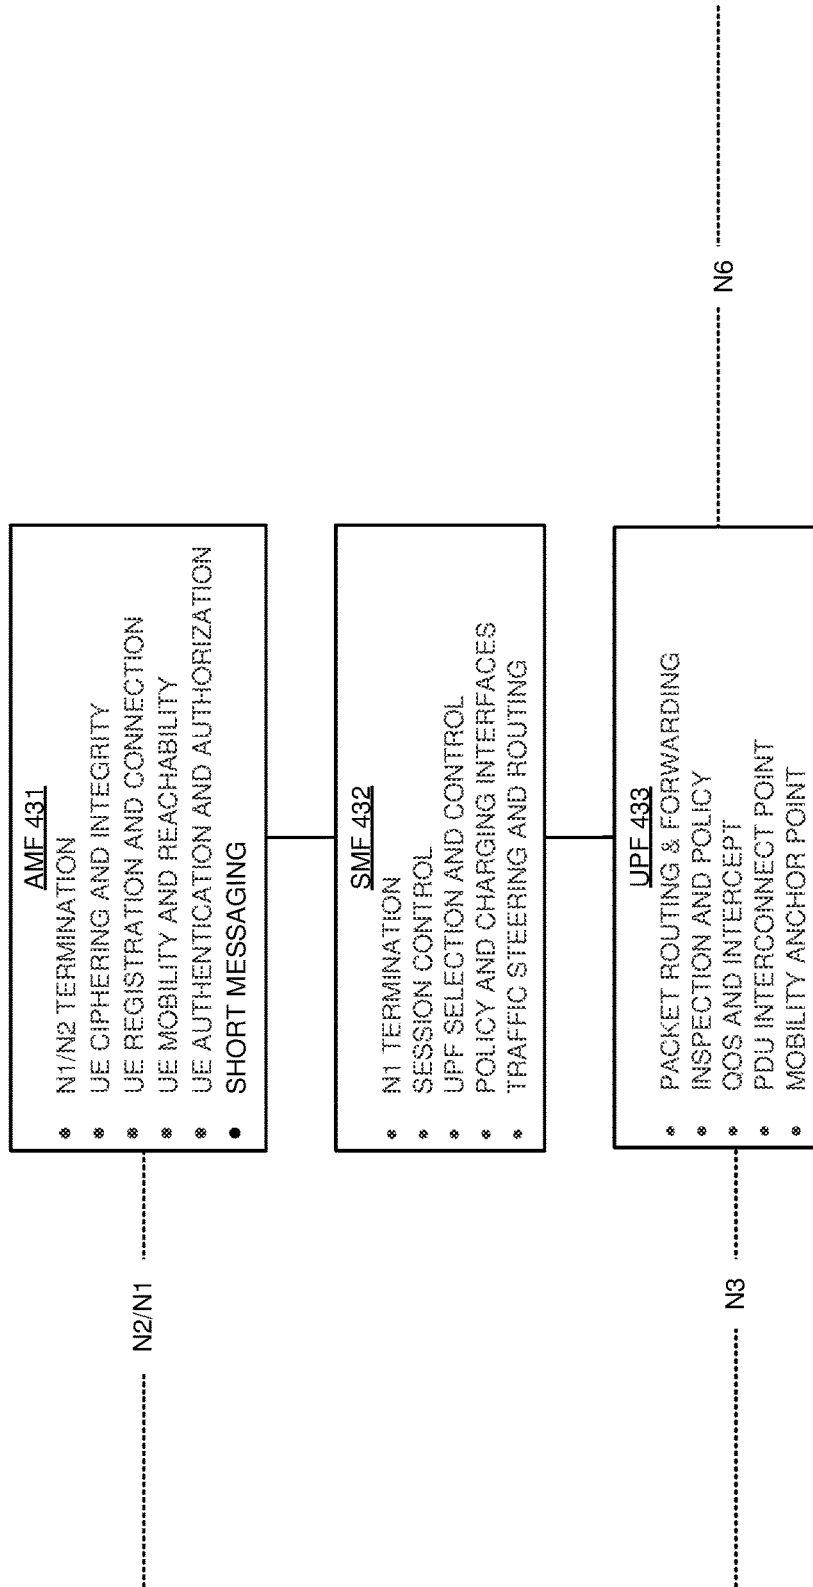 AMF 431
• N1/N2 TERMINATION
• UE CIPHERING AND INTEGRITY
• UE REGISTRATION AND CONNECTION
• UE MOBILITY AND REACHABILITY
• UE AUTHENTICATION AND AUTHORIZATION
• SHORT MESSAGING
N2/N1
SMF 432
• N1 TERMINATION
• SESSION CONTROL
• UPF SELECTION AND CONTROL
• POLICY AND CHARGING INTERFACES
• TRAFFIC STEERING AND ROUTING
UPF 433
• PACKET ROUTING & FORWARDING
• INSPECTION AND POLICY
• QOS AND INTERCEPT
• PDU INTERCONNECT POINT
• MOBILITY ANCHOR POINT
N3
N6